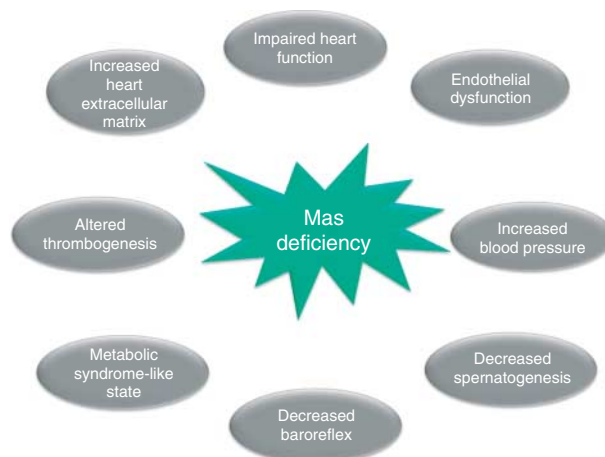 Impaired heart
function
Increased
heart
extracellular
matrix
Endothelial
dysfunction
Mas
deficiency
Altered
thrombogenesis
Increased
blood pressure
Metabolic
syndrome-like
state
Decreased
spernatogenesis
Decreased
baroreflex